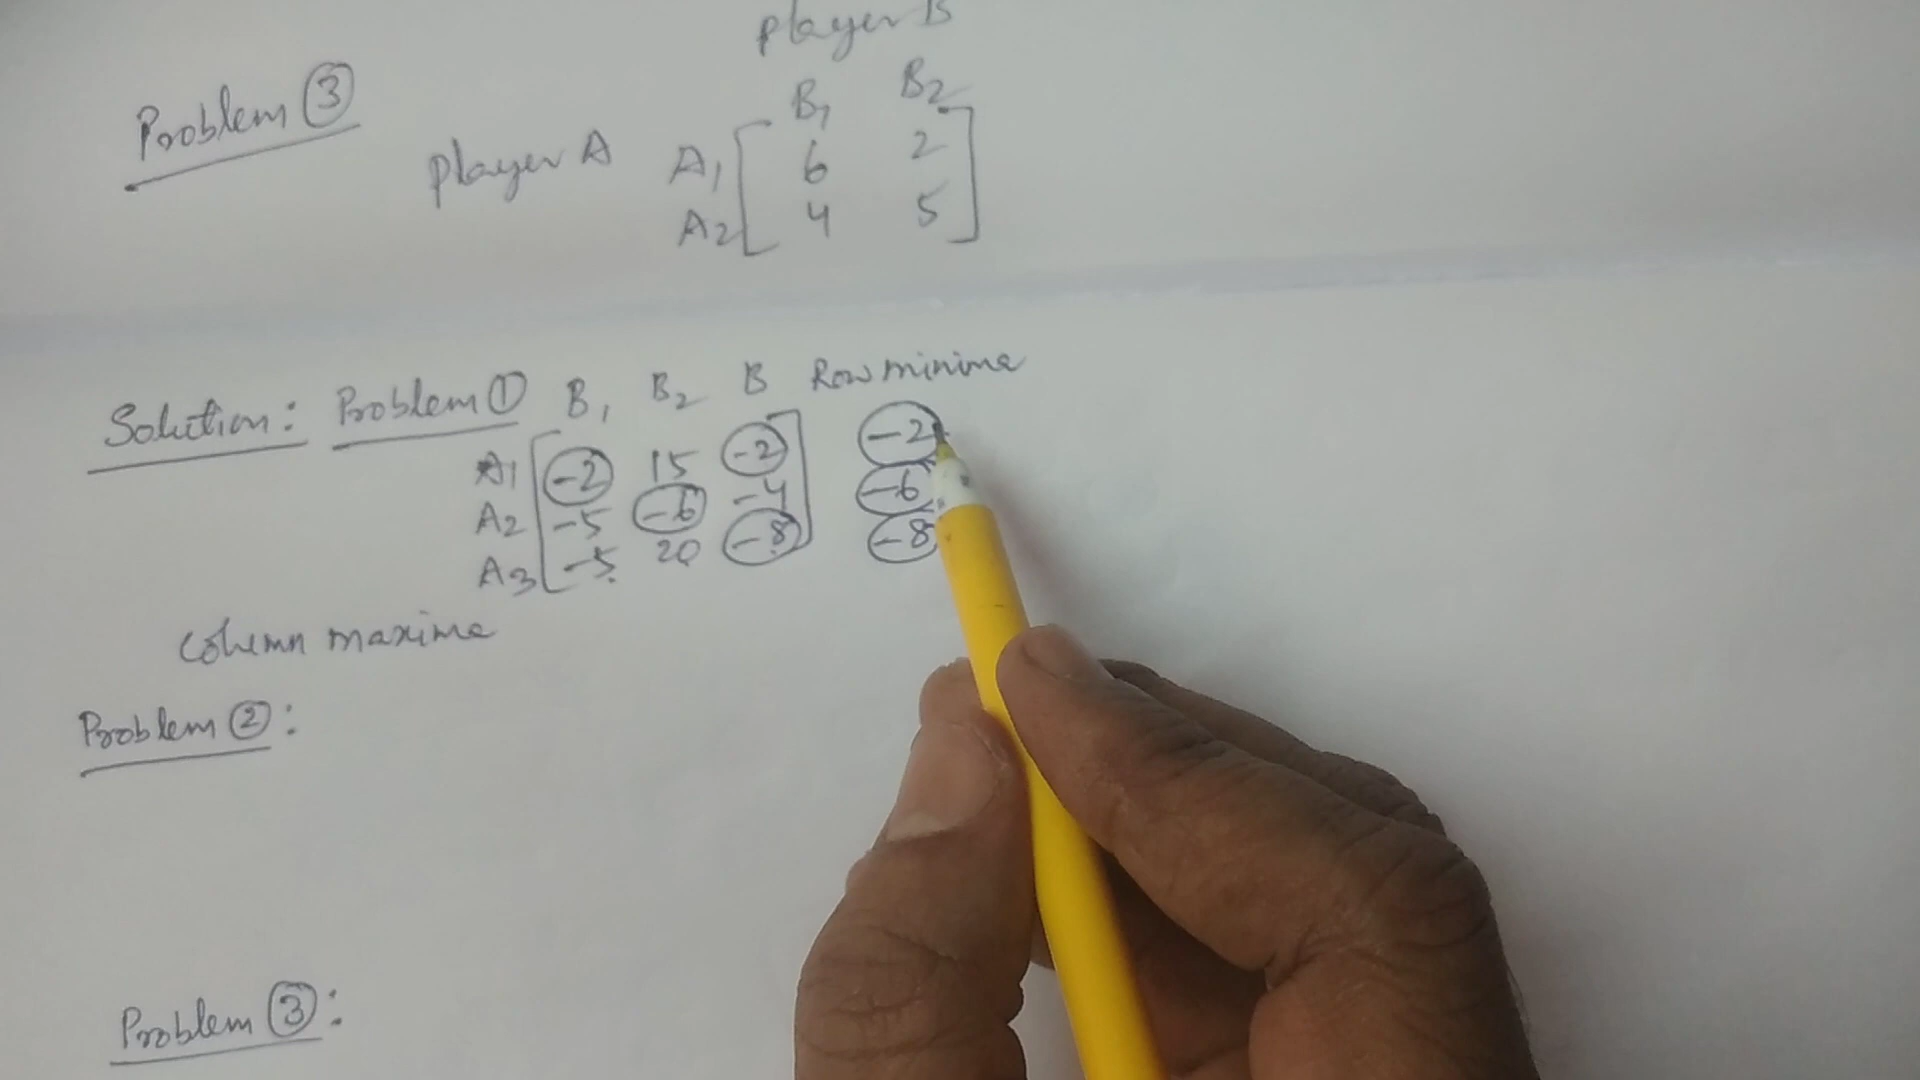 Player B
Problem ③
B1 B2
Player A A1 6 2
A2 4 5
Solution: Problem ① B1 B2 B Row minima
A1 -2 15 -2 -2
A2 -5 -6 -4 -6
A3 -5 20 -8 -8
Column maxima
Problem ②:
Problem ③: